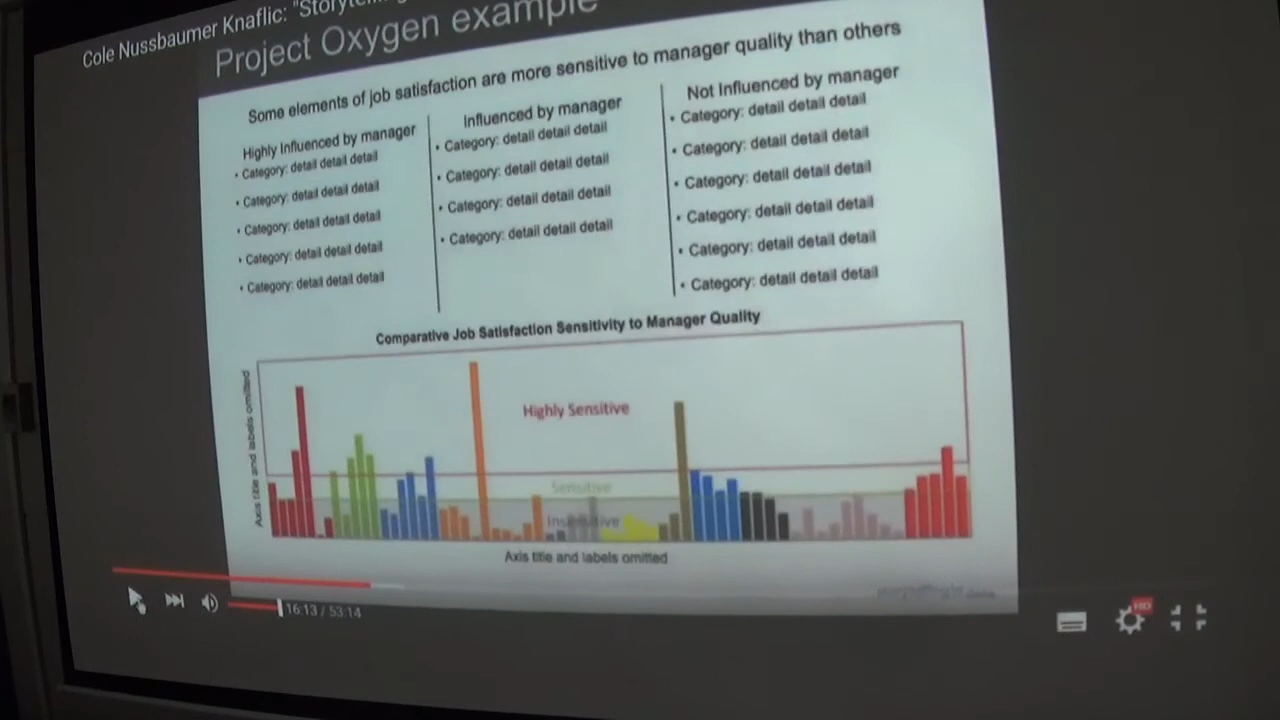 Cole Nussbaumer Knaflic: "Storytelling
Project Oxygen example
Some elements of job satisfaction are more sensitive to manager quality than others
Highly Influenced by manager
• Category: detail detail detail
• Category: detail detail detail
• Category: detail detail detail
• Category: detail detail detail
• Category: detail detail detail
Influenced by manager
• Category: detail detail detail
• Category: detail detail detail
• Category: detail detail detail
• Category: detail detail detail
Not Influenced by manager
• Category: detail detail detail
• Category: detail detail detail
• Category: detail detail detail
• Category: detail detail detail
• Category: detail detail detail
• Category: detail detail detail
Comparative Job Satisfaction Sensitivity to Manager Quality
Axis title and labels omitted
Highly Sensitive
Sensitive
Insensitive
Axis title and labels omitted
16:13 / 53:14
HD